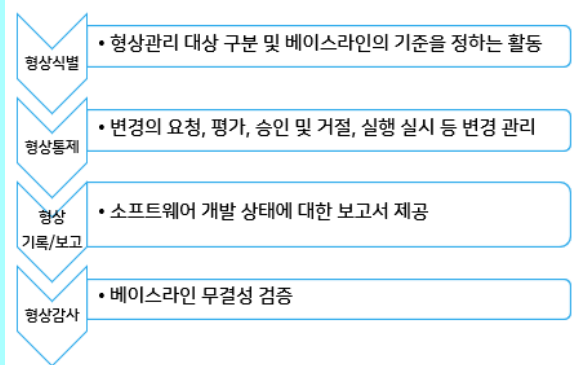 형상식별
• 형상관리 대상 구분 및 베이스라인의 기준을 정하는 활동
형상통제
• 변경의 요청, 평가, 승인 및 거절, 실행 실시 등 변경 관리
형상
기록/보고
• 소프트웨어 개발 상태에 대한 보고서 제공
형상감사
• 베이스라인 무결성 검증